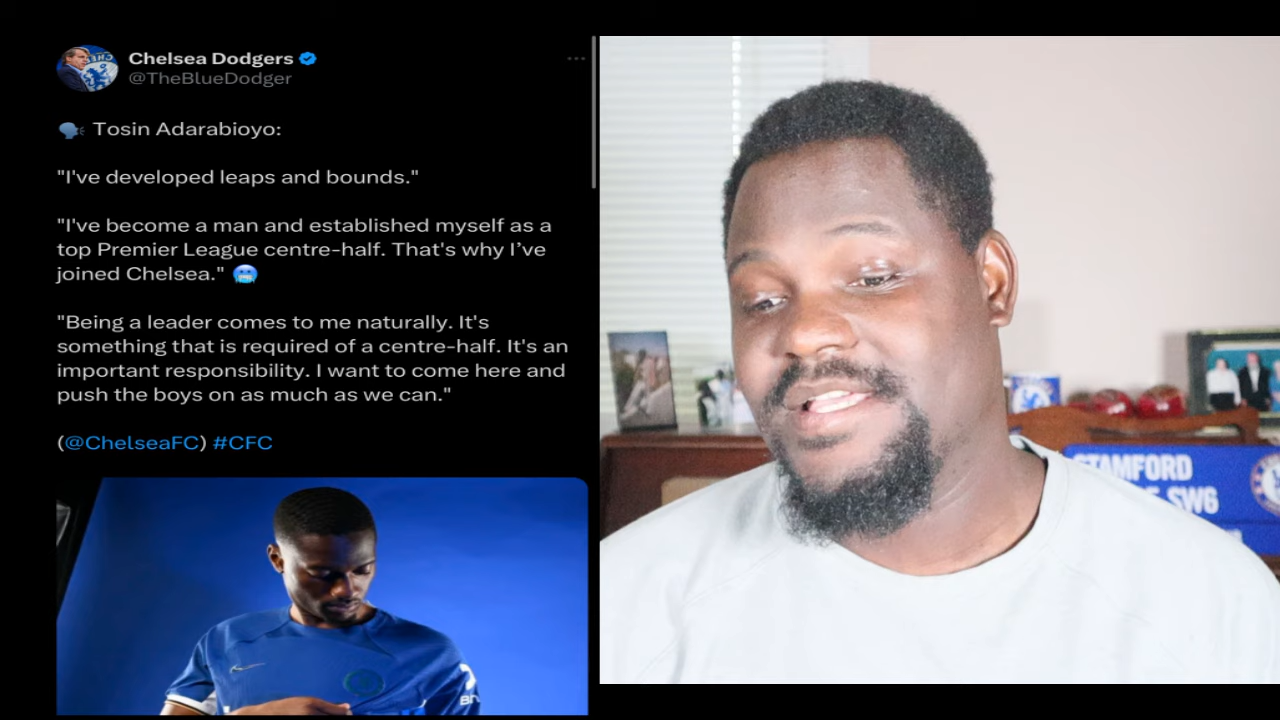 Chelsea Dodgers
@TheBlueDodger
Tosin Adarabioyo:
"I've developed leaps and bounds."
"I've become a man and established myself as a
top Premier League centre-half. That's why I’ve
joined Chelsea." 🥶
"Being a leader comes to me naturally. It's
something that is required of a centre-half. It's an
important responsibility. I want to come here and
push the boys on as much as we can."
(@ChelseaFC) #CFC
STAMFORD
SW6